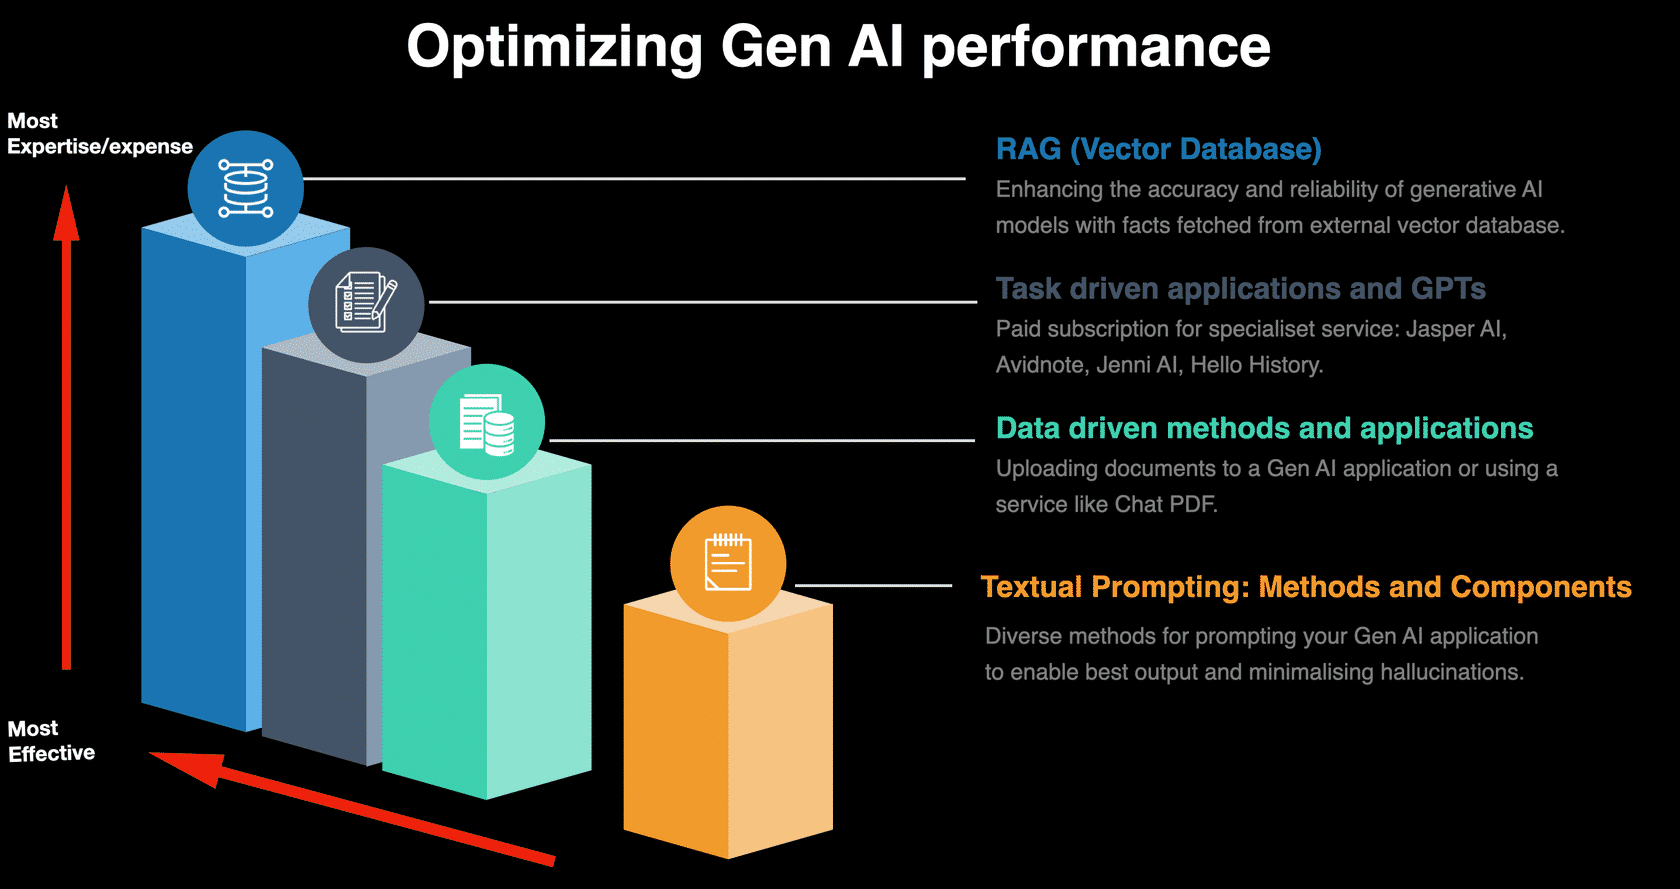 Optimizing Gen AI performance
Most
Expertise/expense
RAG (Vector Database)
Enhancing the accuracy and reliability of generative AI
models with facts fetched from external vector database.
Task driven applications and GPTs
Paid subscription for specialiset service: Jasper AI,
Avidnote, Jenni AI, Hello History.
Data driven methods and applications
Uploading documents to a Gen AI application or using a
service like Chat PDF.
Textual Prompting: Methods and Components
Diverse methods for prompting your Gen AI application
to enable best output and minimalising hallucinations.
Most
Effective